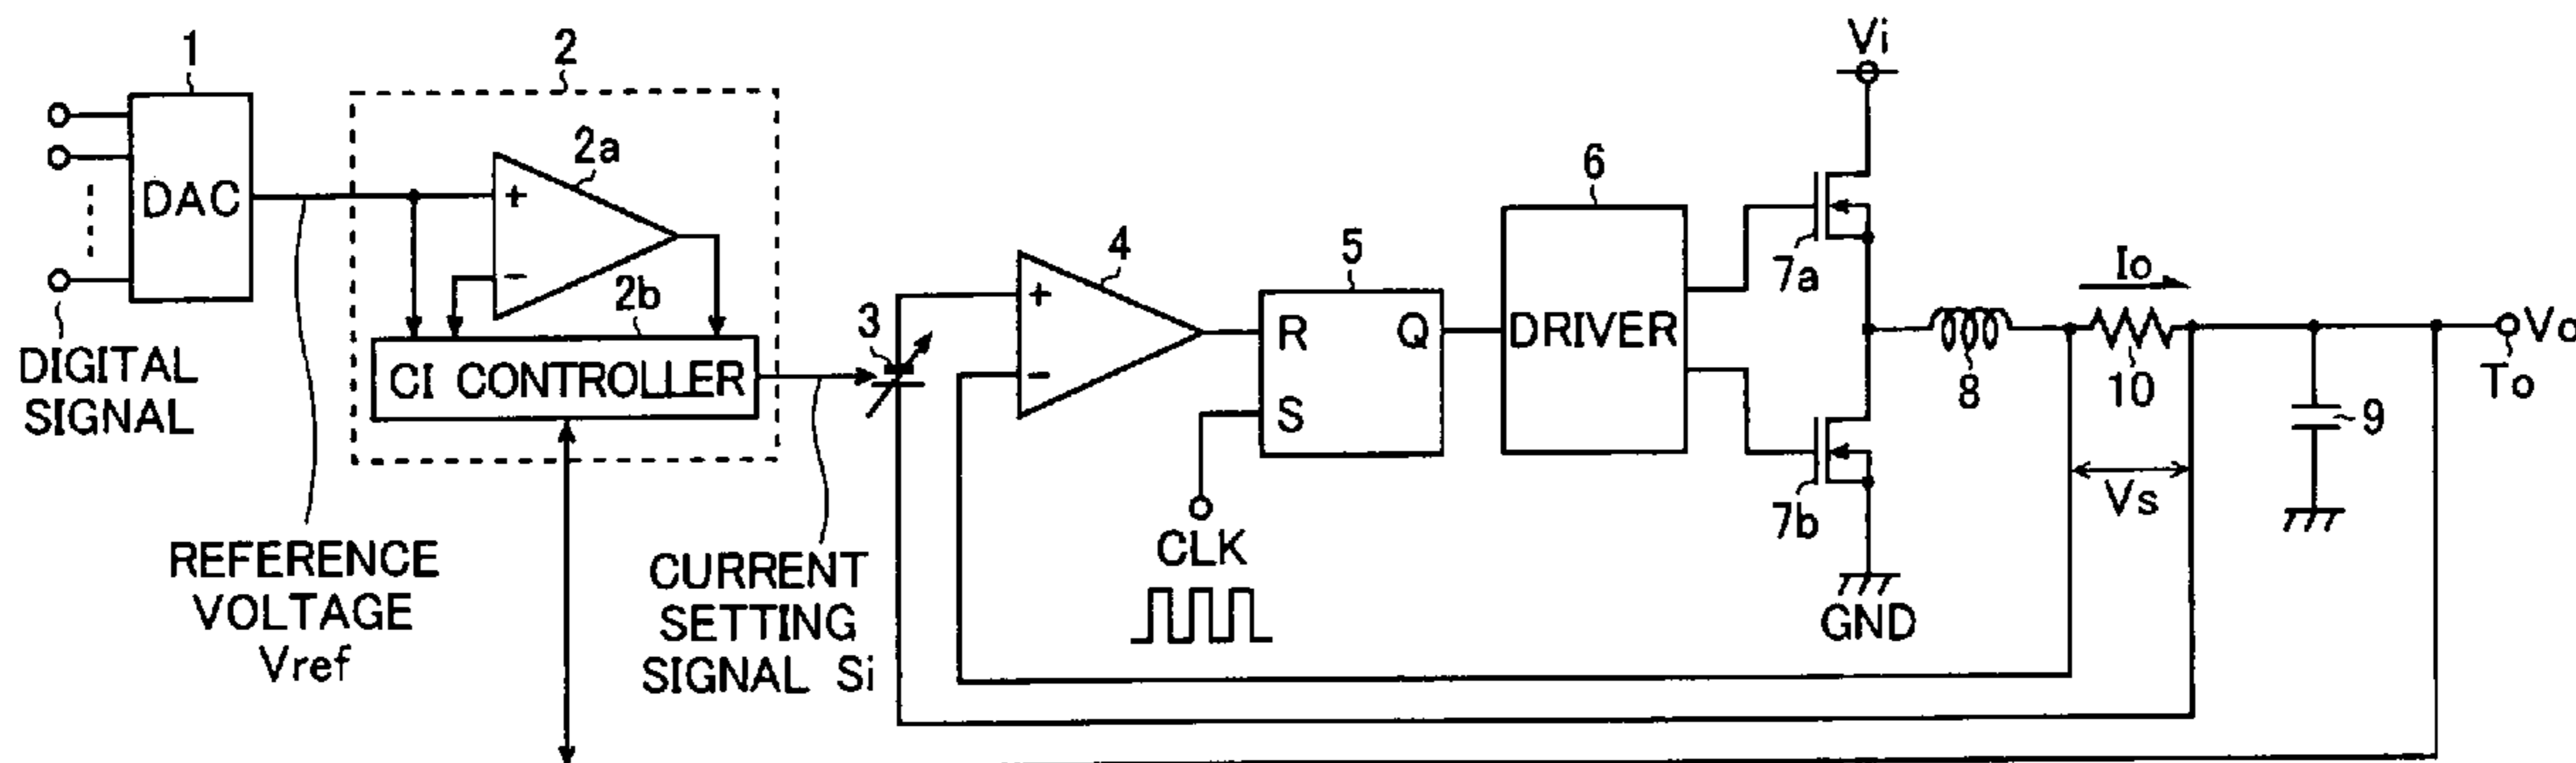 1
2
2a
+
−
DAC
2b
CI CONTROLLER
DIGITAL
SIGNAL
REFERENCE
VOLTAGE
Vref
CURRENT
SETTING
SIGNAL Si
3
4
+
−
5
R
Q
S
CLK
6
DRIVER
Vi
7a
7b
GND
8
Io
10
Vs
9
Vo
To